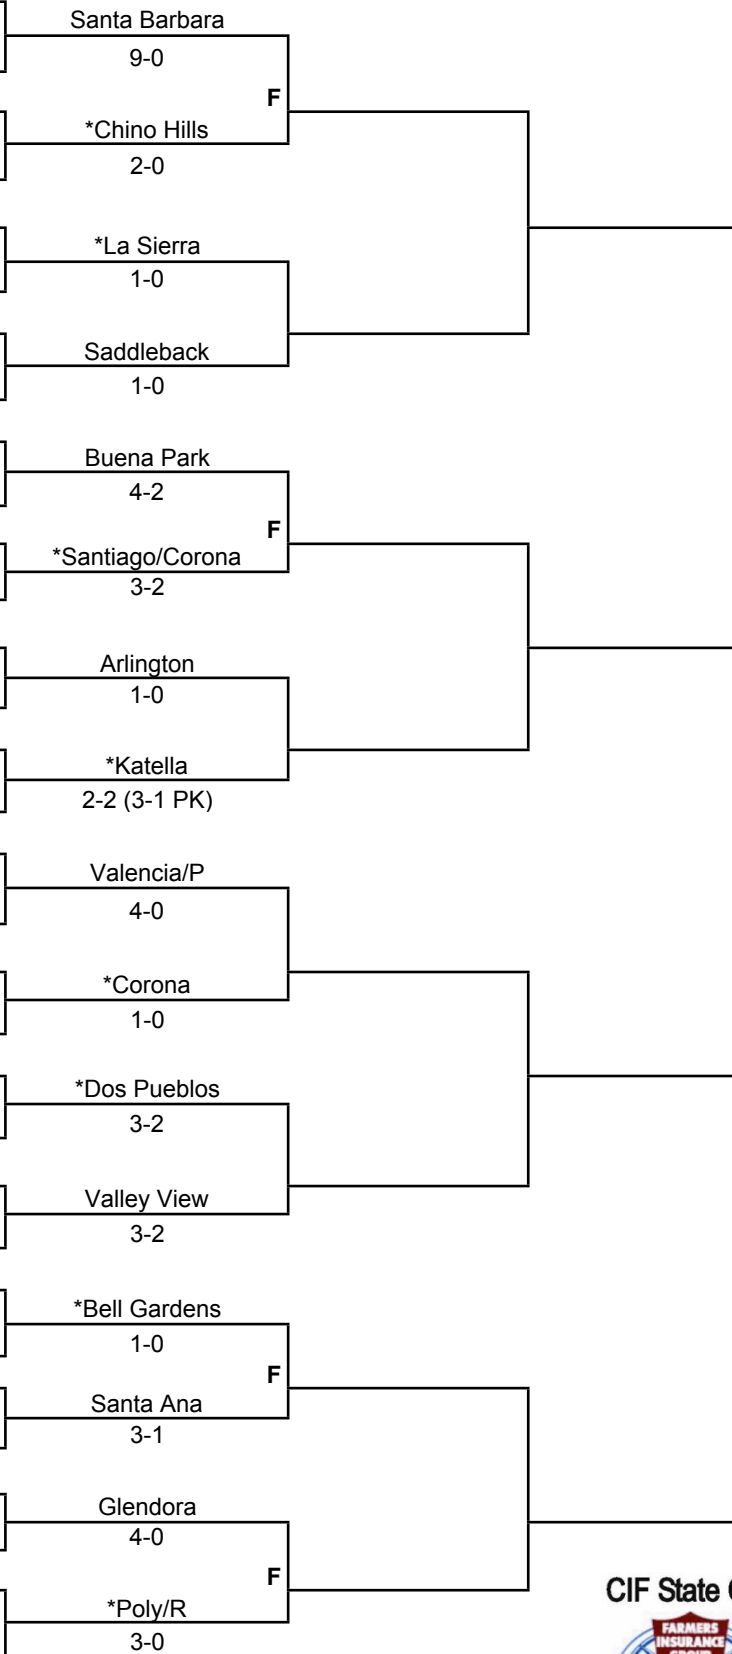 Santa Barbara
9-0
F
*Chino Hills
2-0
*La Sierra
1-0
Saddleback
1-0
Buena Park
4-2
F
*Santiago/Corona
3-2
Arlington
1-0
*Katella
2-2 (3-1 PK)
Valencia/P
4-0
*Corona
1-0
*Dos Pueblos
3-2
Valley View
3-2
*Bell Gardens
1-0
F
Santa Ana
3-1
Glendora
4-0
F
CIF State
*Poly/R
FARMERS
INSURANCE
3-0